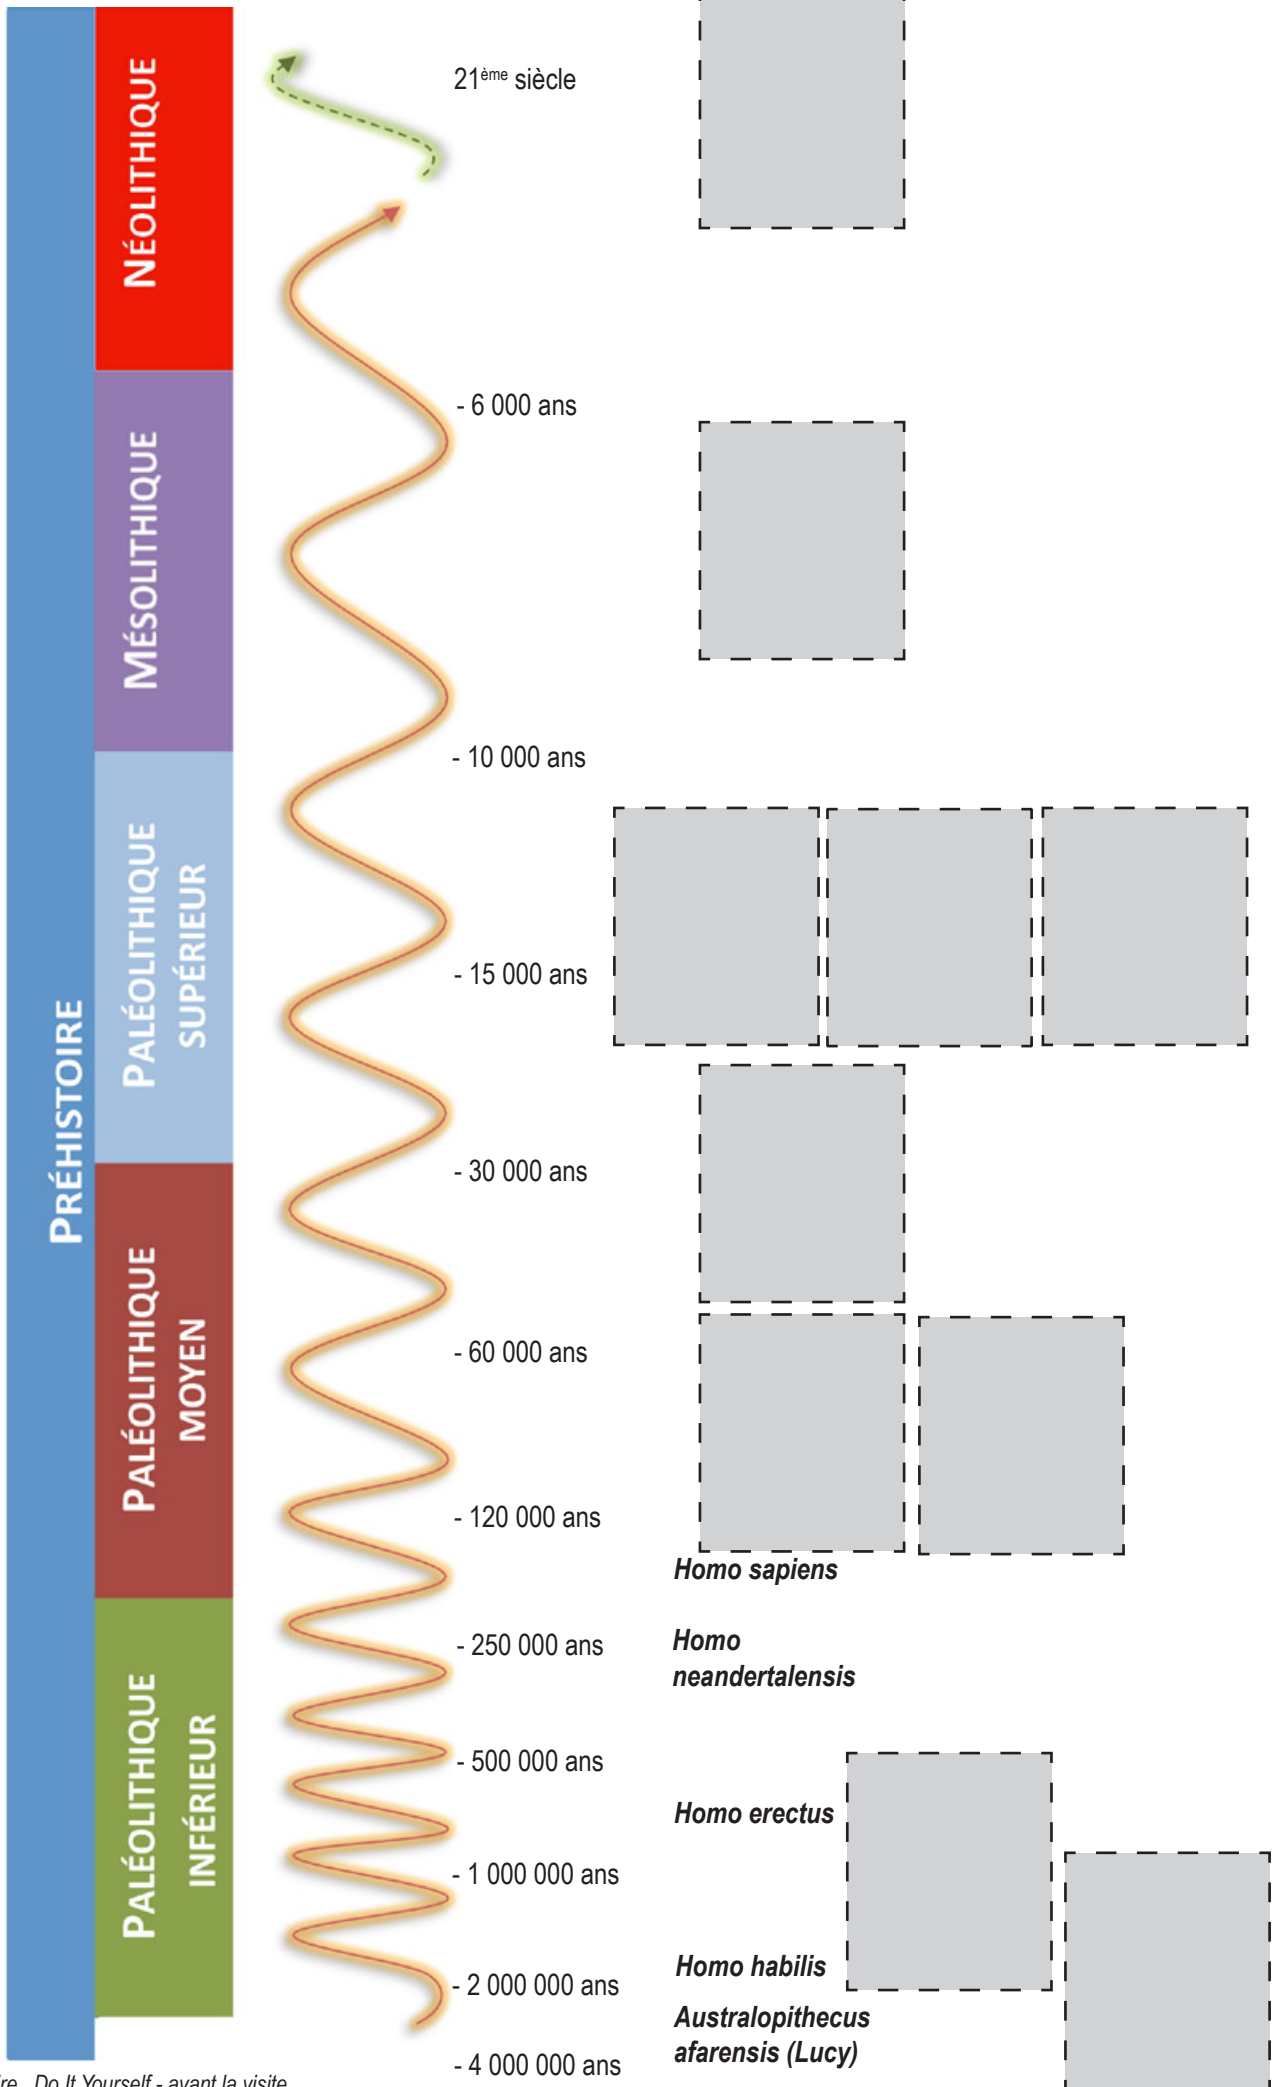 PRÉHISTOIRE
NÉOLITHIQUE
MÉSOLITHIQUE
PALÉOLITHIQUE
SUPÉRIEUR
PALÉOLITHIQUE
MOYEN
PALÉOLITHIQUE
INFÉRIEUR
21ème siècle
- 6 000 ans
- 10 000 ans
- 15 000 ans
- 30 000 ans
- 60 000 ans
- 120 000 ans
Homo sapiens
- 250 000 ans
Homo
neandertalensis
- 500 000 ans
Homo erectus
- 1 000 000 ans
Homo habilis
- 2 000 000 ans
Australopithecus
afarensis (Lucy)
- 4 000 000 ans
Do It Yourself - avant la visite